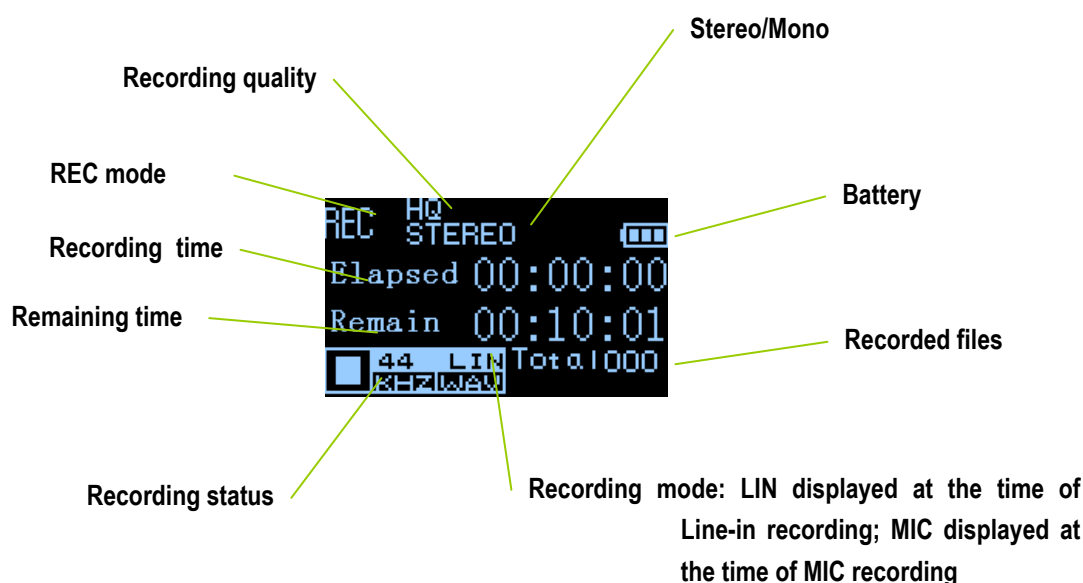 Stereo/Mono
Recording quality
REC mode
Battery
Recording time
Remaining time
Recorded files
REC
HQ
STEREO
Elapsed 00:00:00
Remain 00:10:01
44 LIN Total000
KHZ WAV
Recording status
Recording mode: LIN displayed at the time of
Line-in recording; MIC displayed at
the time of MIC recording